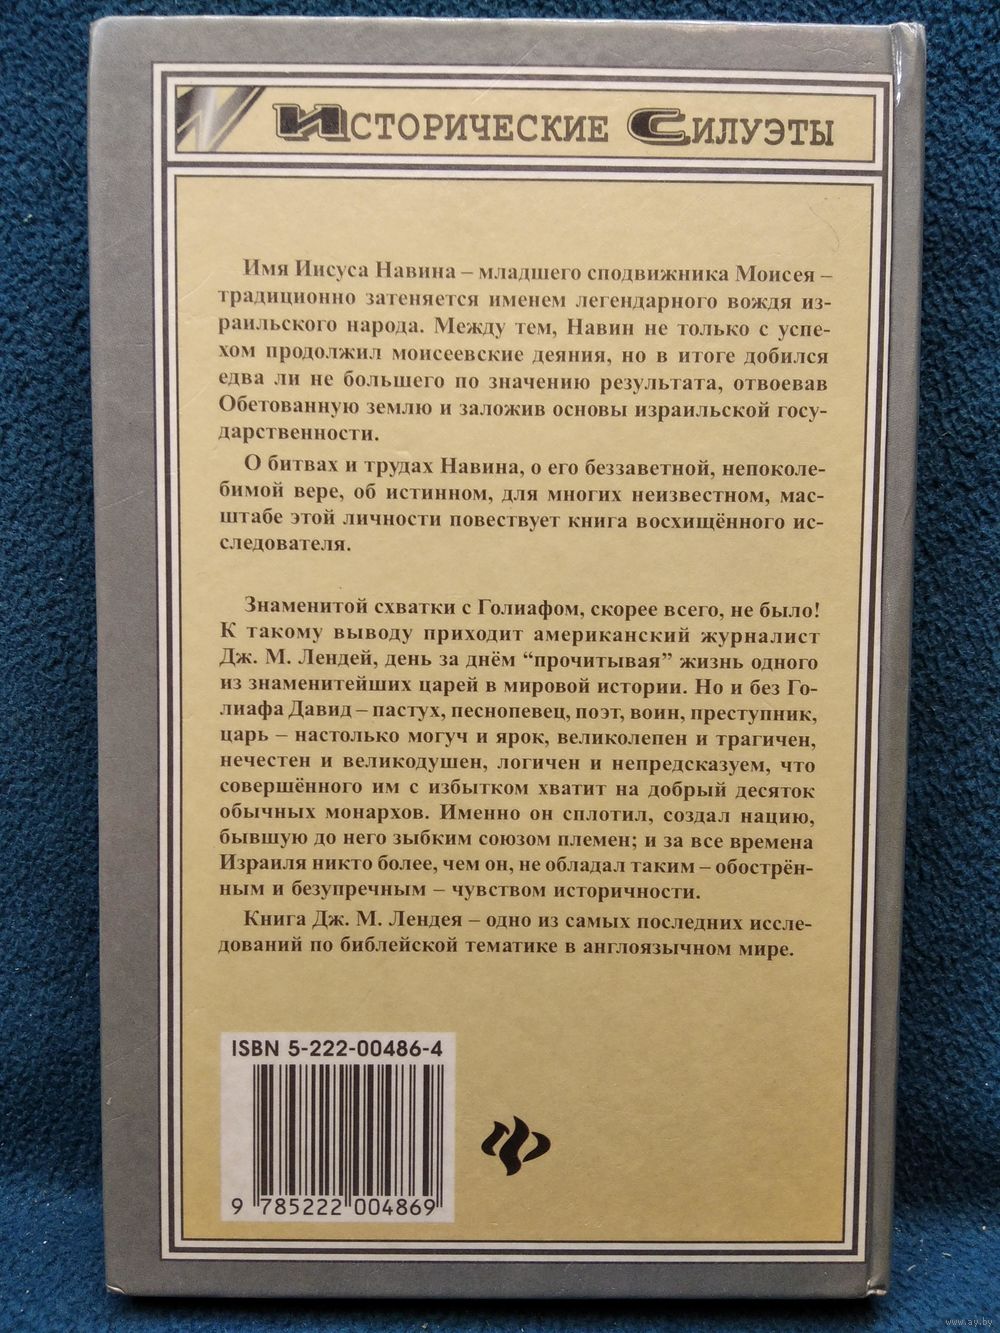 Исторические Силуэты
Имя Иисуса Навина – младшего сподвижника Моисея –
традиционно затеняется именем легендарного вождя из-
раильского народа. Между тем, Навин не только с успе-
хом продолжил моисеевские деяния, но в итоге добился
едва ли не большего по значению результата, отвоевав
Обетованную землю и заложив основы израильской госу-
дарственности.
О битвах и трудах Навина, о его беззаветной, непоколе-
бимой вере, об истинном, для многих неизвестном, мас-
штабе этой личности повествует книга восхищённого ис-
следователя.
Знаменитой схватки с Голиафом, скорее всего, не было!
К такому выводу приходит американский журналист
Дж. М. Лендей, день за днём “прочитывая” жизнь одного
из знаменитейших царей в мировой истории. Но и без Го-
лиафа Давид – пастух, песнопевец, поэт, воин, преступник,
царь – настолько могуч и ярок, великолепен и трагичен,
нечестен и великодушен, логичен и непредсказуем, что
совершённого им с избытком хватит на добрый десяток
обычных монархов. Именно он сплотил, создал нацию,
бывшую до него зыбким союзом племен; и за все времена
Израиля никто более, чем он, не обладал таким – обострён-
ным и безупречным – чувством историчности.
Книга Дж. М. Лендея – одно из самых последних иссле-
дований по библейской тематике в англоязычном мире.
ISBN 5-222-00486-4
9 785222 004869
www.ay.by